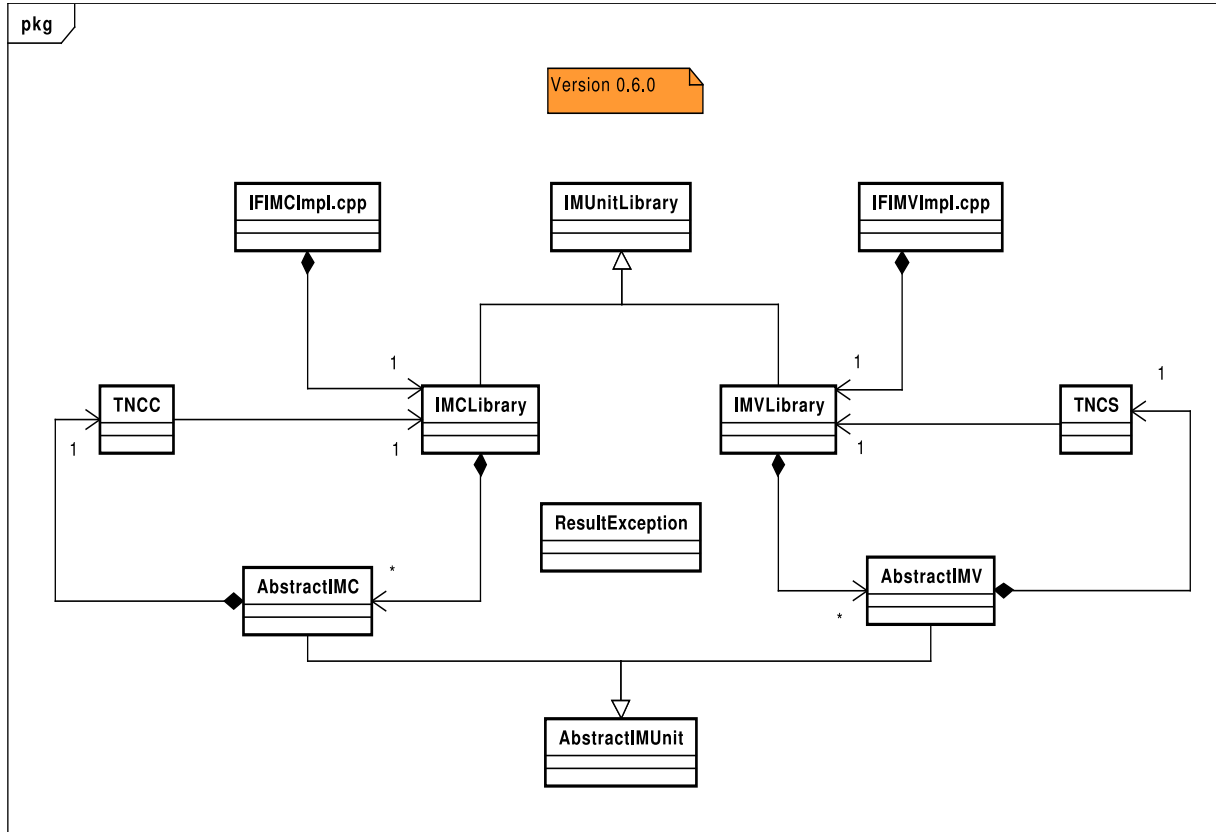 pkg
Version 0.6.0
IFIMCImpl.cpp
IMUnitLibrary
IFIMVImpl.cpp
1
1
1
TNCC
IMCLibrary
IMVLibrary
TNCS
1
1
1
ResultException
AbstractIMC
*
AbstractIMV
*
AbstractIMUnit